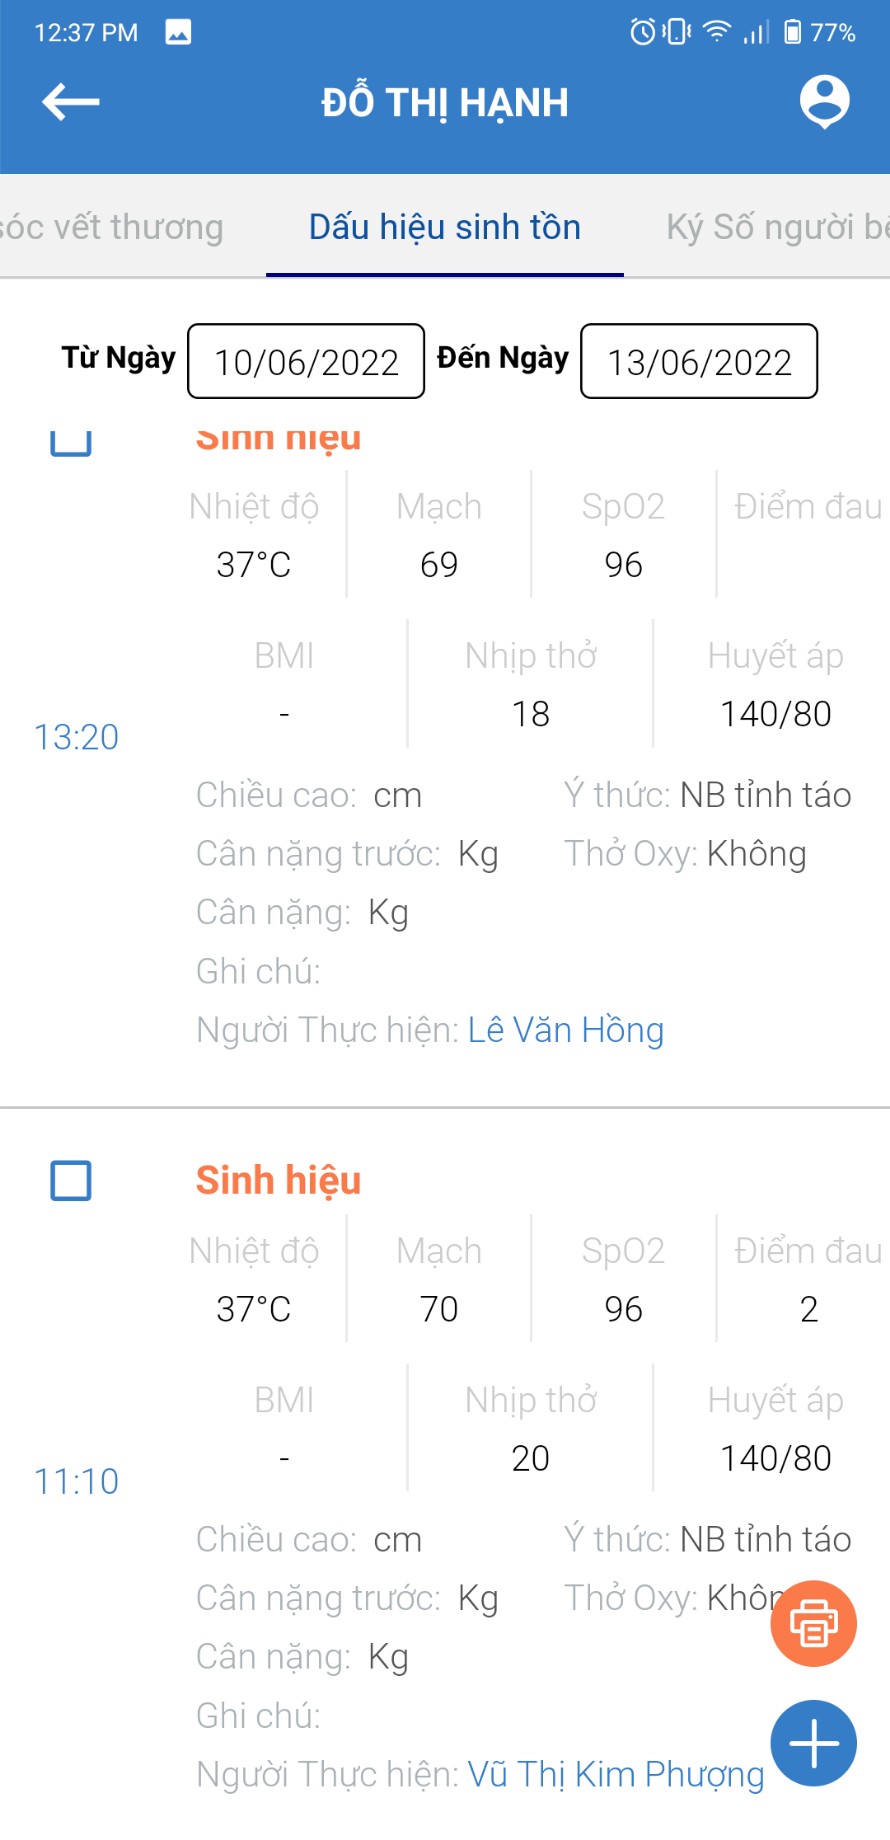 12:37 PM 77%
ĐỖ THỊ HẠNH
sóc vết thương Dấu hiệu sinh tồn Ký Số người bệ
Từ Ngày 10/06/2022 Đến Ngày 13/06/2022
Sinh hiệu
Nhiệt độ Mạch SpO2 Điểm đau
37°C 69 96
BMI Nhịp thở Huyết áp
- 18 140/80
13:20
Chiều cao: cm Ý thức: NB tỉnh táo
Cân nặng trước: Kg Thở Oxy: Không
Cân nặng: Kg
Ghi chú:
Người Thực hiện: Lê Văn Hồng
Sinh hiệu
Nhiệt độ Mạch SpO2 Điểm đau
37°C 70 96 2
BMI Nhịp thở Huyết áp
- 20 140/80
11:10
Chiều cao: cm Ý thức: NB tỉnh táo
Cân nặng trước: Kg Thở Oxy: Khôn
Cân nặng: Kg
Ghi chú:
Người Thực hiện: Vũ Thị Kim Phượng